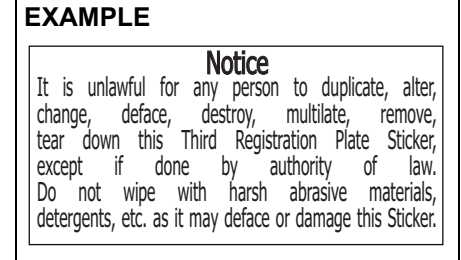 EXAMPLE
Notice
It is unlawful for any person to duplicate, alter,
change, deface, destroy, multilate, remove,
tear down this Third Registration Plate Sticker,
except if done by authority of law.
Do not wipe with harsh abrasive materials,
detergents, etc. as it may deface or damage this Sticker.